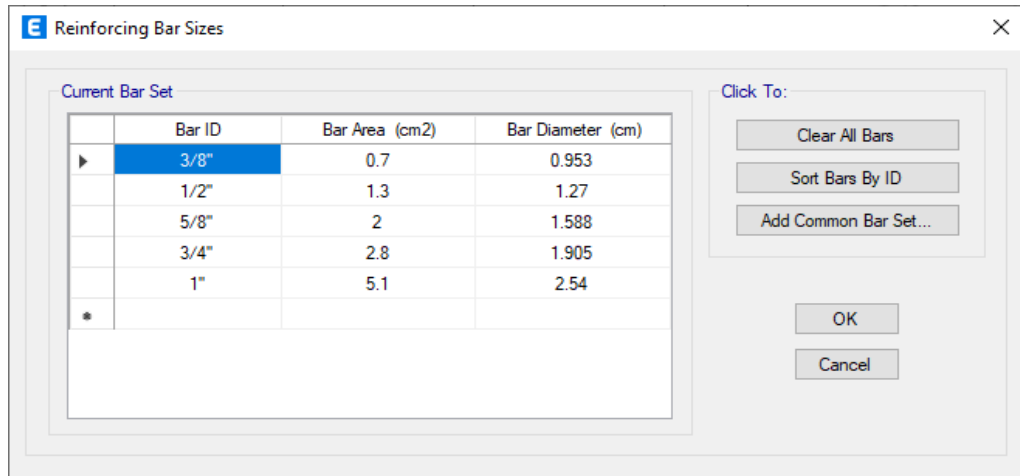 E Reinforcing Bar Sizes
Current Bar Set
Bar ID Bar Area (cm2) Bar Diameter (cm)
3/8" 0.7 0.953
1/2" 1.3 1.27
5/8" 2 1.588
3/4" 2.8 1.905
1" 5.1 2.54
*
Click To:
Clear All Bars
Sort Bars By ID
Add Common Bar Set...
OK
Cancel